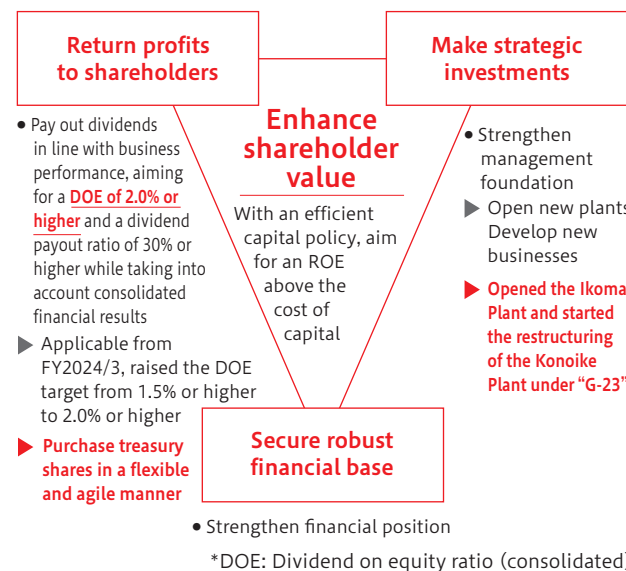 Return profits
to shareholders
Make strategic
investments
Enhance
shareholder
value
With an efficient
capital policy, aim
for an ROE
above the
cost of
capital
• Pay out dividends
in line with business
performance, aiming
for a DOE of 2.0% or
higher and a dividend
payout ratio of 30% or
higher while taking into
account consolidated
financial results
▶ Applicable from
FY2024/3, raised the DOE
target from 1.5% or higher
to 2.0% or higher
▶ Purchase treasury
shares in a flexible
and agile manner
• Strengthen
management
foundation
▶ Open new plants
Develop new
businesses
▶ Opened the Ikoma
Plant and started
the restructuring
of the Konoike
Plant under “G-23”
Secure robust
financial base
• Strengthen financial position
*DOE: Dividend on equity ratio (consolidated)